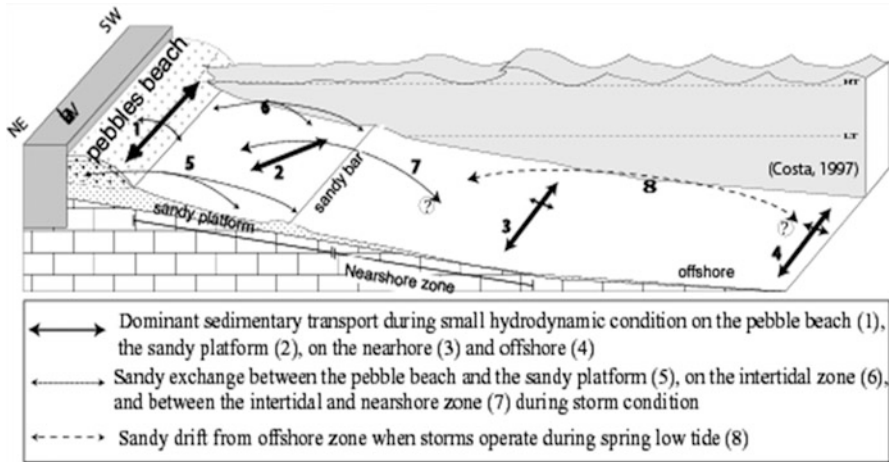 SW
NE
pebbles beach
1
6
5
2
7
sandy bar
sandy platform
?
3
8
?
4
HT
LT
(Costa, 1997)
Nearshore zone
offshore
Dominant sedimentary transport during small hydrodynamic condition on the pebble beach (1),
the sandy platform (2), on the nearhore (3) and offshore (4)
Sandy exchange between the pebble beach and the sandy platform (5), on the intertidal zone (6),
and between the intertidal and nearshore zone (7) during storm condition
Sandy drift from offshore zone when storms operate during spring low tide (8)